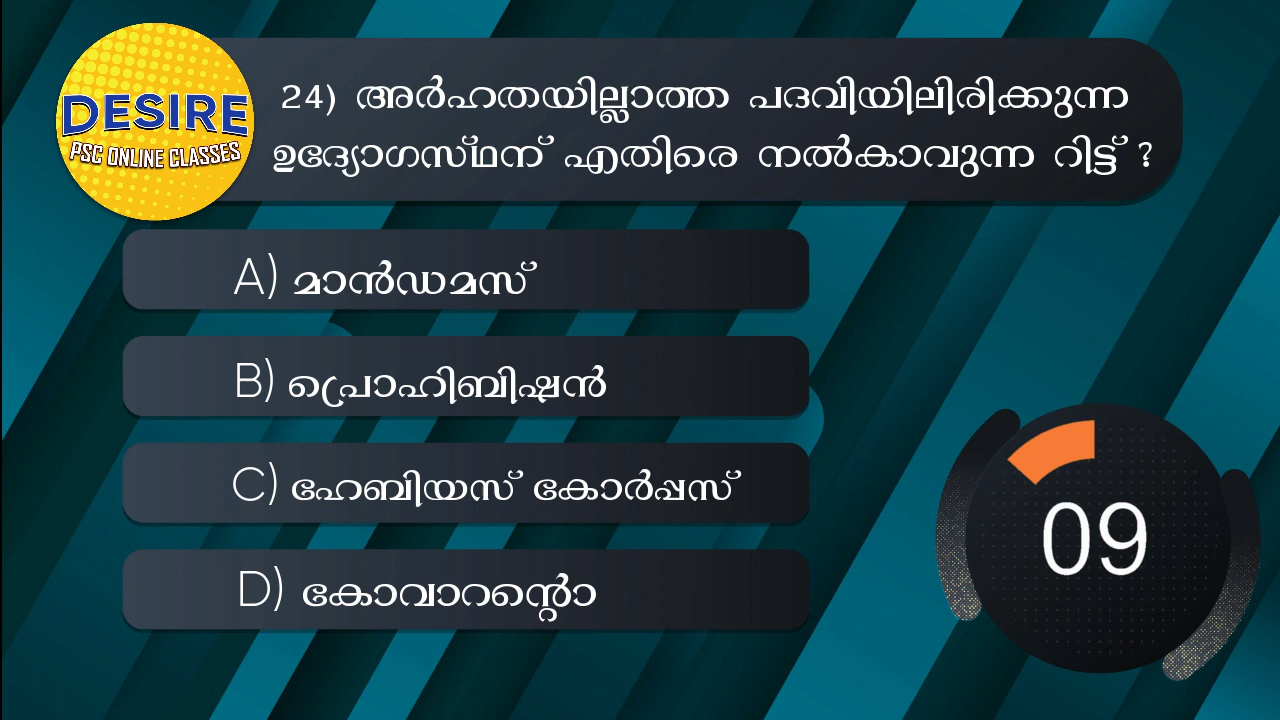 DESIRE
PSC ONLINE CLASSES
24) അർഹതയില്ലാത്ത പദവിയിലിരിക്കുന്ന
ഉദ്യോഗസ്ഥന് എതിരെ നൽകാവുന്ന റിട്ട് ?
A) മാൻഡമസ്
B) പ്രൊഹിബിഷൻ
C) ഹേബിയസ് കോർപ്പസ്
D) കോവാറന്റൊ
09